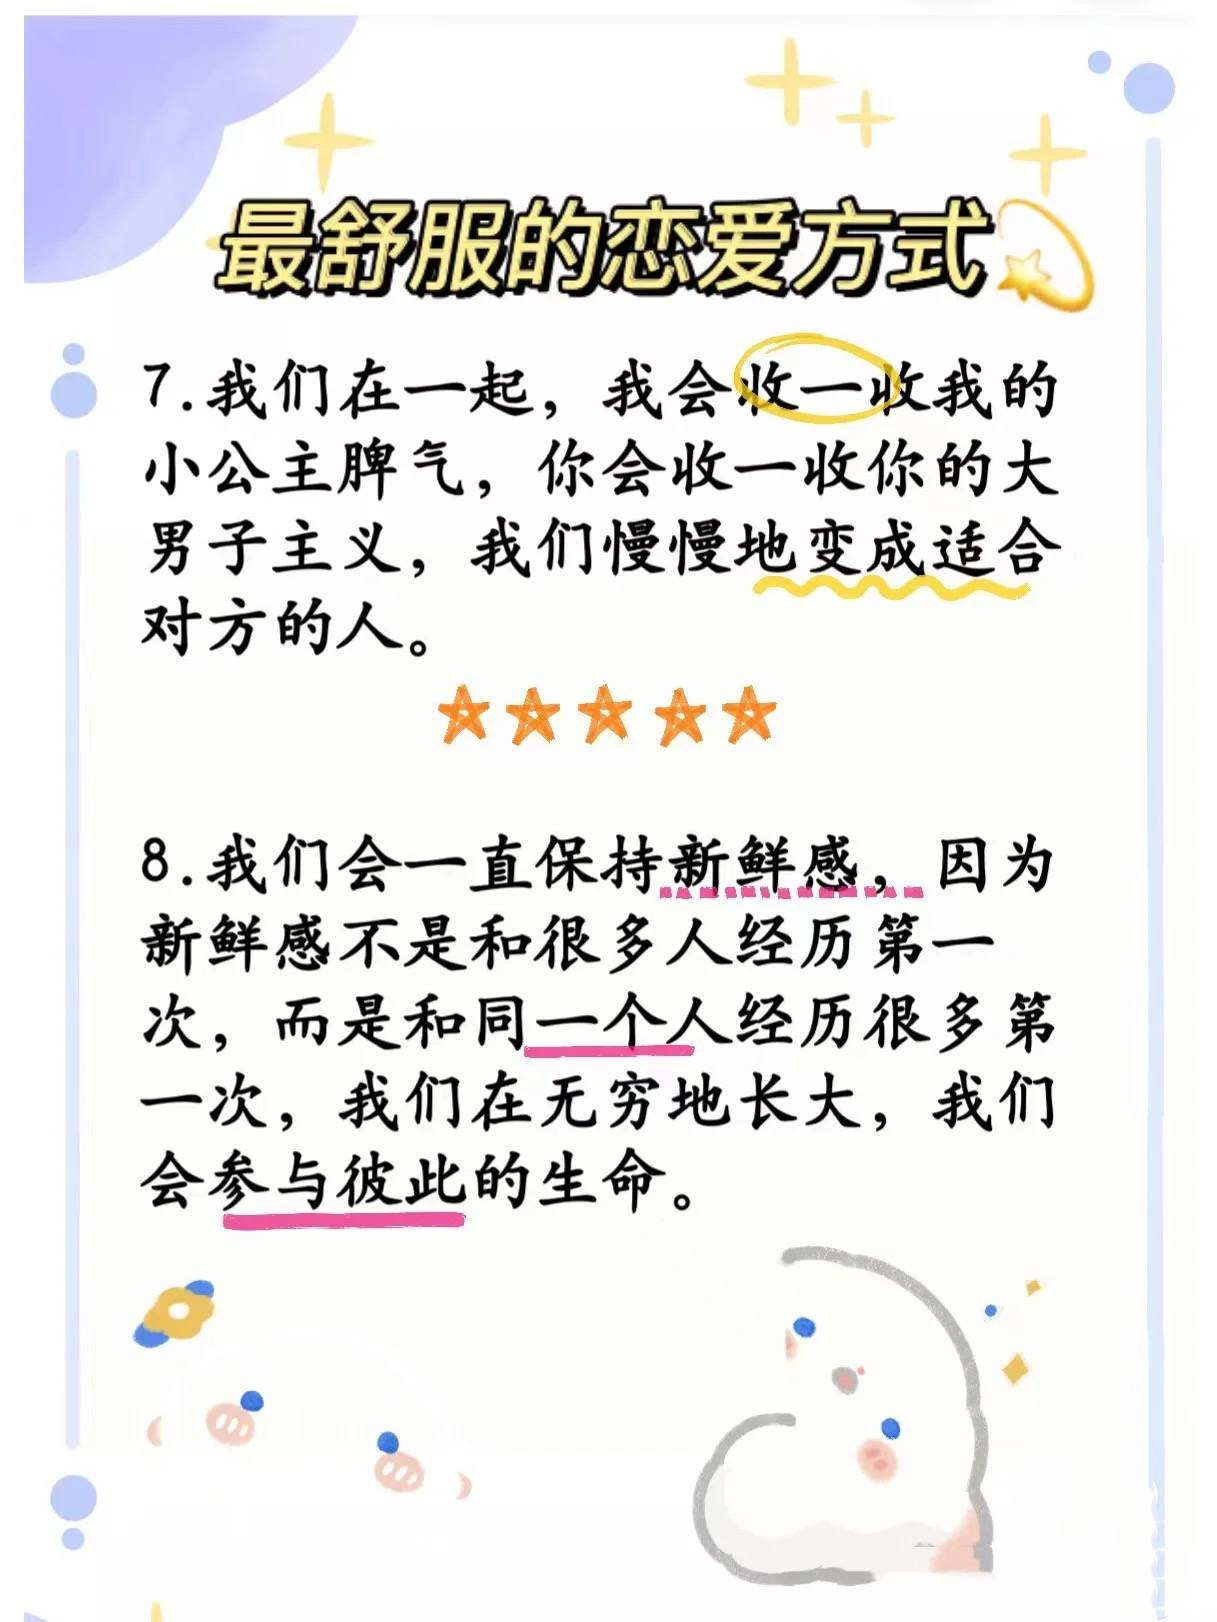 最舒服的恋爱方式
7.我们在一起，我会收一收我的
小公主脾气，你会收一收你的大
男子主义，我们慢慢地变成适合
对方的人。
8.我们会一直保持新鲜感，因为
新鲜感不是和很多人经历第一
次，而是和同一个人经历很多第
一次，我们在无穷地长大，我们
会参与彼此的生命。